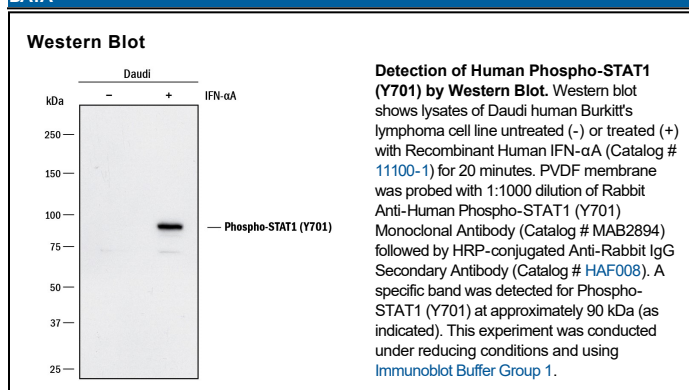 Western Blot
Daudi
kDa
– + IFN-αA
250
150
100
Phospho-STAT1 (Y701)
75
50
37
25
Detection of Human Phospho-STAT1
(Y701) by Western Blot. Western blot
shows lysates of Daudi human Burkitt's
lymphoma cell line untreated (-) or treated (+)
with Recombinant Human IFN-αA (Catalog #
11100-1) for 20 minutes. PVDF membrane
was probed with 1:1000 dilution of Rabbit
Anti-Human Phospho-STAT1 (Y701)
Monoclonal Antibody (Catalog # MAB2894)
followed by HRP-conjugated Anti-Rabbit IgG
Secondary Antibody (Catalog # HAF008). A
specific band was detected for Phospho-
STAT1 (Y701) at approximately 90 kDa (as
indicated). This experiment was conducted
under reducing conditions and using
Immunoblot Buffer Group 1.